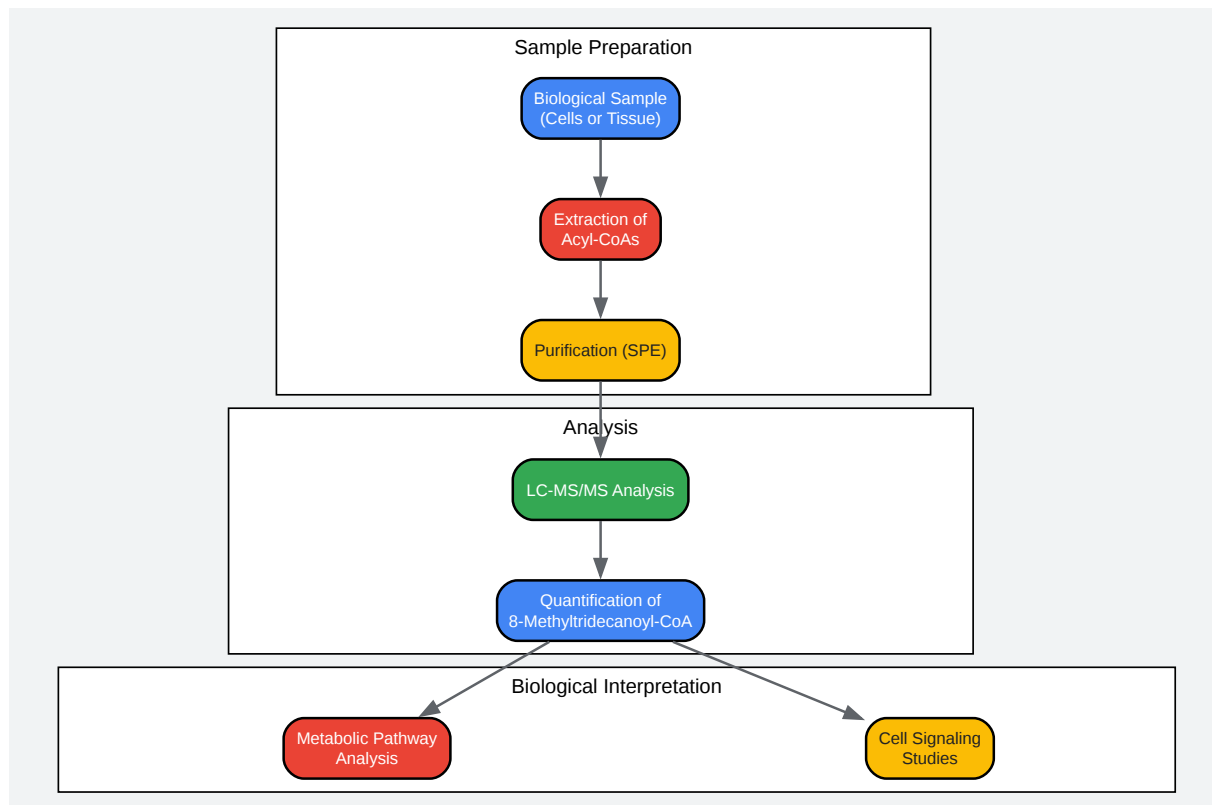 Sample Preparation
Biological Sample
(Cells or Tissue)
Extraction of
Acyl-CoAs
Purification (SPE)
Analysis
LC-MS/MS Analysis
Quantification of
8-Methyltridecanoyl-CoA
Biological Interpretation
Metabolic Pathway
Analysis
Cell Signaling
Studies